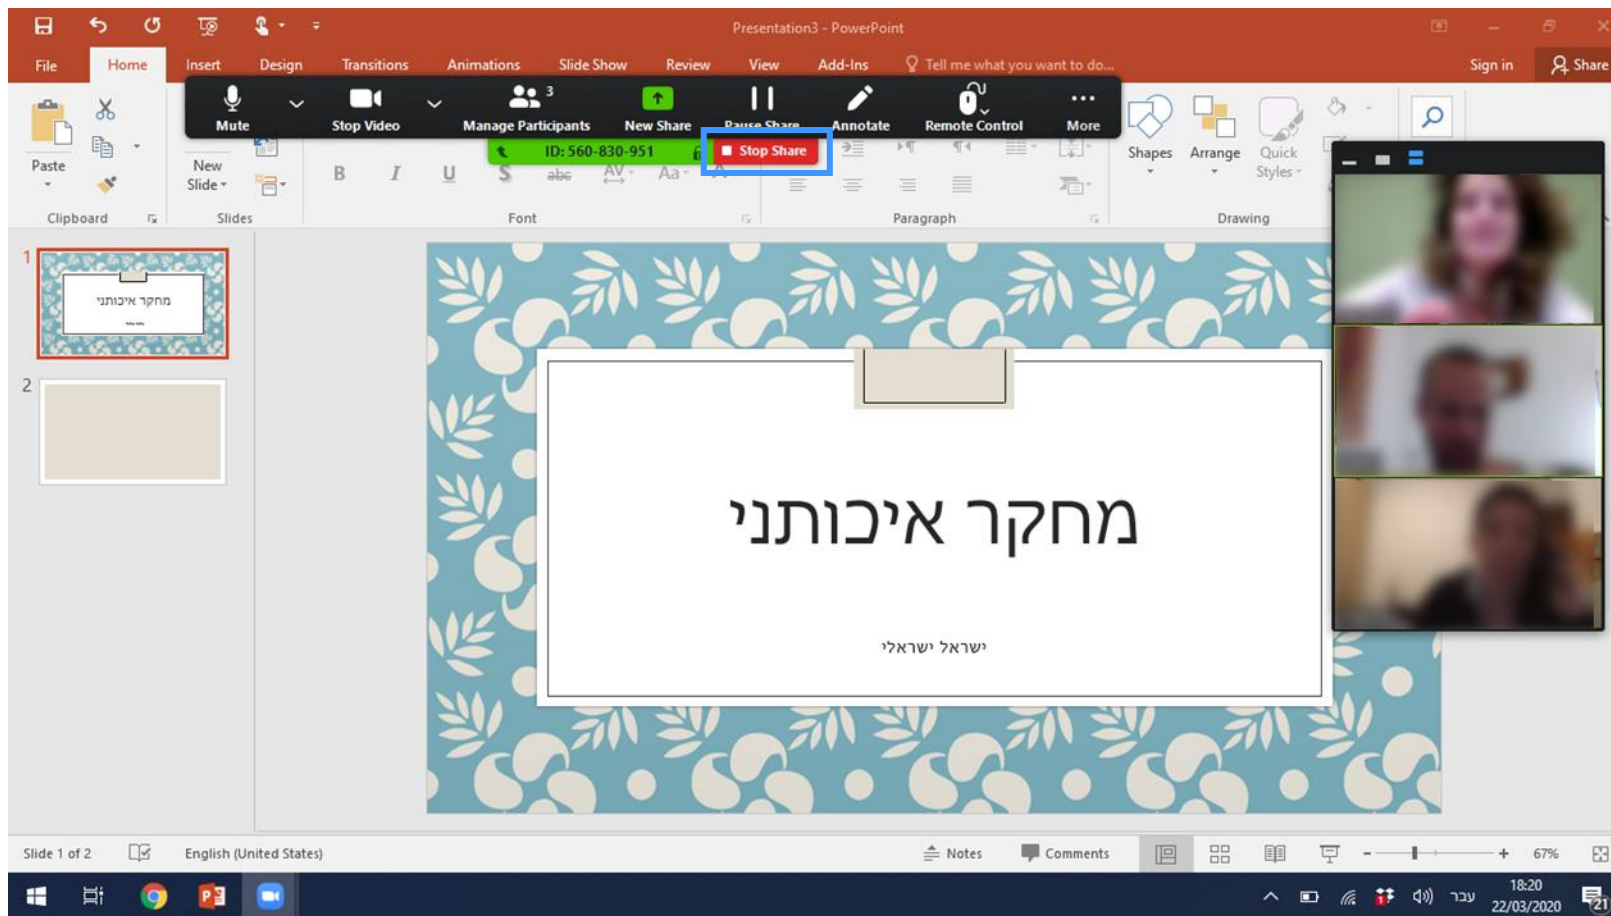 Presentation3 - PowerPoint
File Home Insert Design Transitions Animations Slide Show Review View Add-Ins Tell me what you want to do... Sign in Share
Mute Stop Video Manage Participants 3 New Share Pause Share Annotate Remote Control More
ID: 560-830-951 Stop Share
Paste
New
Slide
B I U S abc AV Aa
Shapes Arrange Quick
Styles
Clipboard Slides Font Paragraph Drawing
1
מחקר איכותני
2
מחקר איכותני
ישראל ישראלי
Slide 1 of 2 English (United States) Notes Comments 67%
עבר
18:20
22/03/2020
21